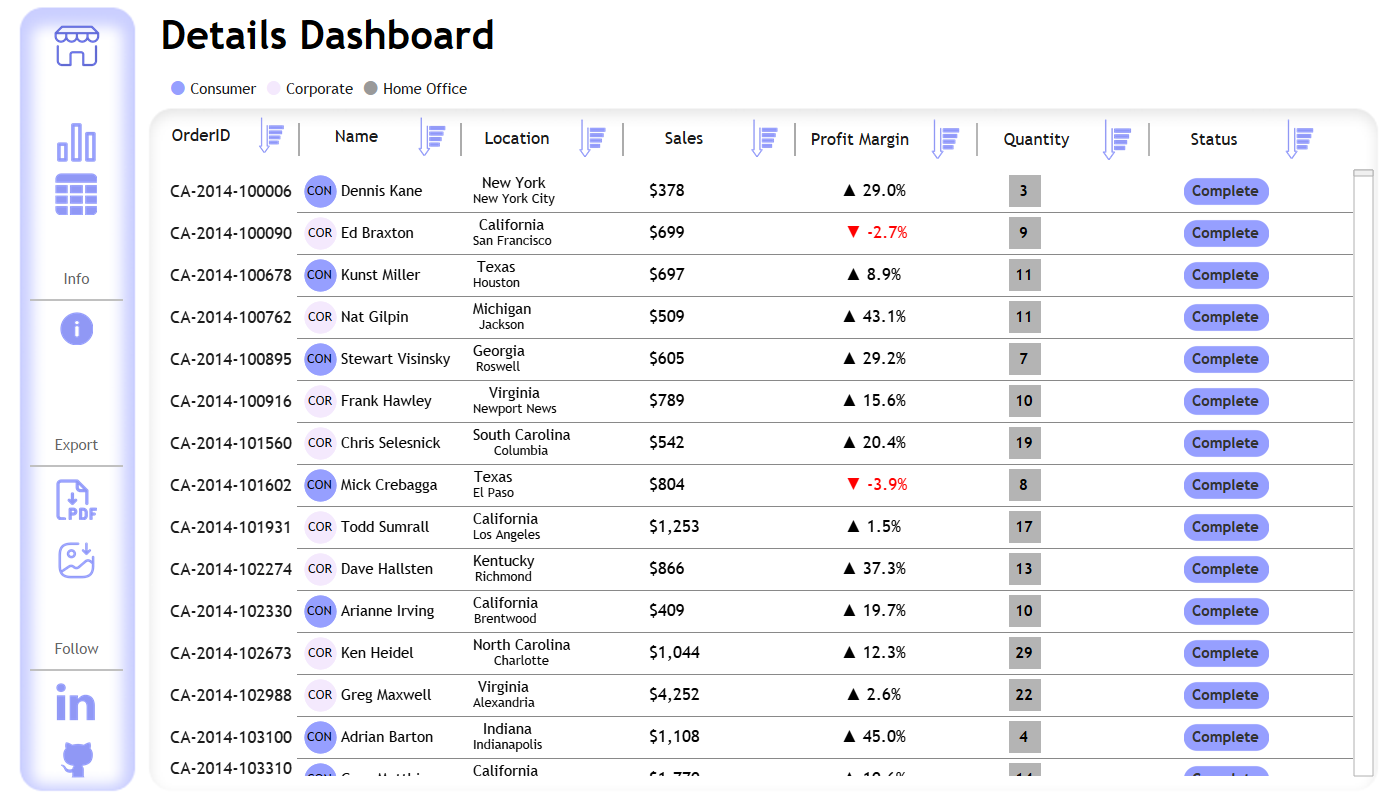 Details Dashboard
Consumer Corporate Home Office
OrderID Name Location Sales Profit Margin Quantity Status
CA-2014-100006 CON Dennis Kane New York $378 ▲ 29.0% 3 Complete
New York City
CA-2014-100090 COR Ed Braxton California $699 ▼ -2.7% 9 Complete
San Francisco
CA-2014-100678 CON Kunst Miller Texas $697 ▲ 8.9% 11 Complete
Houston
CA-2014-100762 COR Nat Gilpin Michigan $509 ▲ 43.1% 11 Complete
Jackson
CA-2014-100895 CON Stewart Visinsky Georgia $605 ▲ 29.2% 7 Complete
Roswell
CA-2014-100916 COR Frank Hawley Virginia $789 ▲ 15.6% 10 Complete
Newport News
CA-2014-101560 COR Chris Selesnick South Carolina $542 ▲ 20.4% 19 Complete
Columbia
CA-2014-101602 CON Mick Crebagga Texas $804 ▼ -3.9% 8 Complete
El Paso
CA-2014-101931 COR Todd Sumrall California $1,253 ▲ 1.5% 17 Complete
Los Angeles
CA-2014-102274 COR Dave Hallsten Kentucky $866 ▲ 37.3% 13 Complete
Richmond
CA-2014-102330 CON Arianne Irving California $409 ▲ 19.7% 10 Complete
Brentwood
CA-2014-102673 COR Ken Heidel North Carolina $1,044 ▲ 12.3% 29 Complete
Charlotte
CA-2014-102988 COR Greg Maxwell Virginia $4,252 ▲ 2.6% 22 Complete
Alexandria
CA-2014-103100 CON Adrian Barton Indiana $1,108 ▲ 45.0% 4 Complete
Indianapolis
CA-2014-103310 California Complete
Info
i
Export
PDF
Follow
in